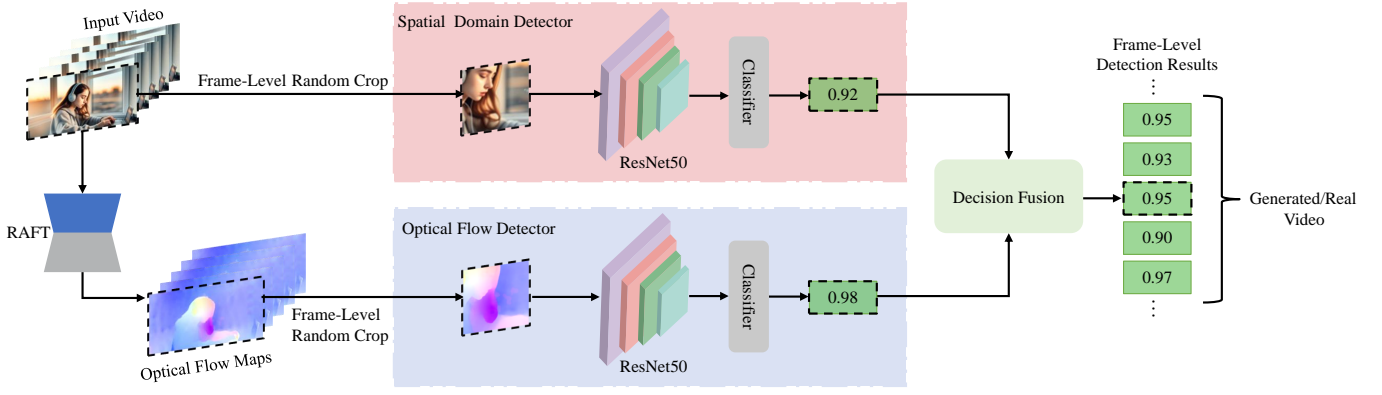 Input Video
Spatial Domain Detector
Frame-Level Random Crop
Classifier
0.92
ResNet50
RAFT
Optical Flow Maps
Frame-Level
Random Crop
Optical Flow Detector
Classifier
0.98
ResNet50
Decision Fusion
Frame-Level
Detection Results
...
0.95
0.93
0.95
0.90
0.97
...
Generated/Real
Video